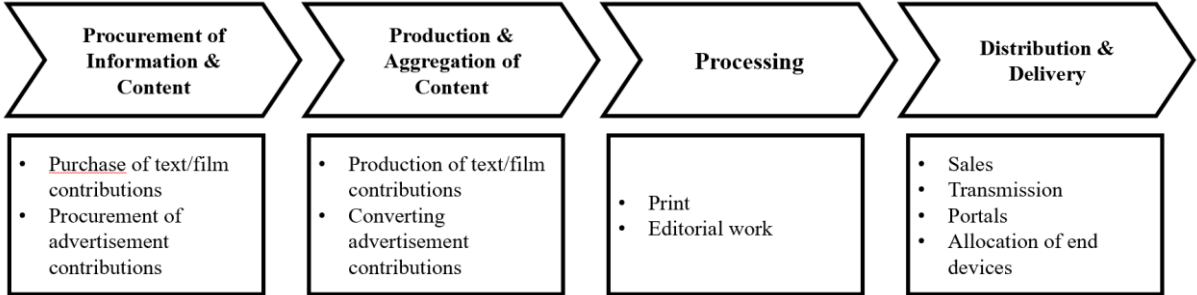 Procurement of
Information &
Content
Production &
Aggregation of
Content
Processing
Distribution &
Delivery
• Purchase of text/film
contributions
• Procurement of
advertisement
contributions
• Production of text/film
contributions
• Converting
advertisement
contributions
• Print
• Editorial work
• Sales
• Transmission
• Portals
• Allocation of end
devices